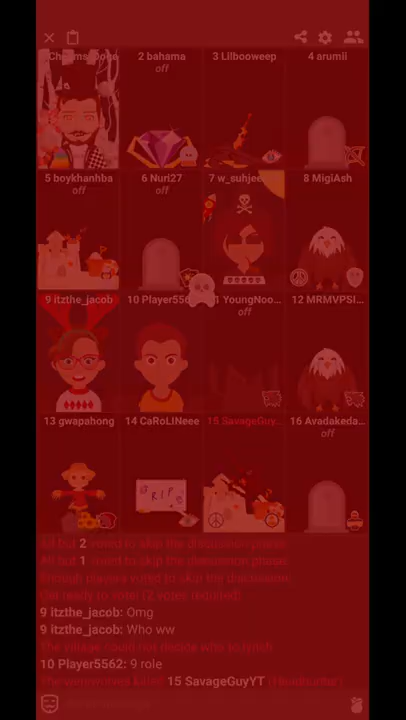 2 bahama
3 Lilbooweep
4 arumii
off
5 boykhanhba
6 Nuri27
7 w_suhjee
8 MigiAsh
off
off
9 itzthe_jacob
10 Player556
YoungNoo...
12 MRMVPSI...
off
13 gwapahong
14 CaRoLINeee
15 SavageGuy...
16 Avadakeda...
off
R.I.P
All but 2 voted to skip the discussion phase.
All but 1 voted to skip the discussion phase.
Enough players voted to skip the discussion.
Get ready to vote! (2 votes required)
9 itzthe_jacob: Omg
9 itzthe_jacob: Who ww
The village could not decide who to lynch.
10 Player5562: 9 role
The werewolves killed 15 SavageGuyYT (Headhunter).